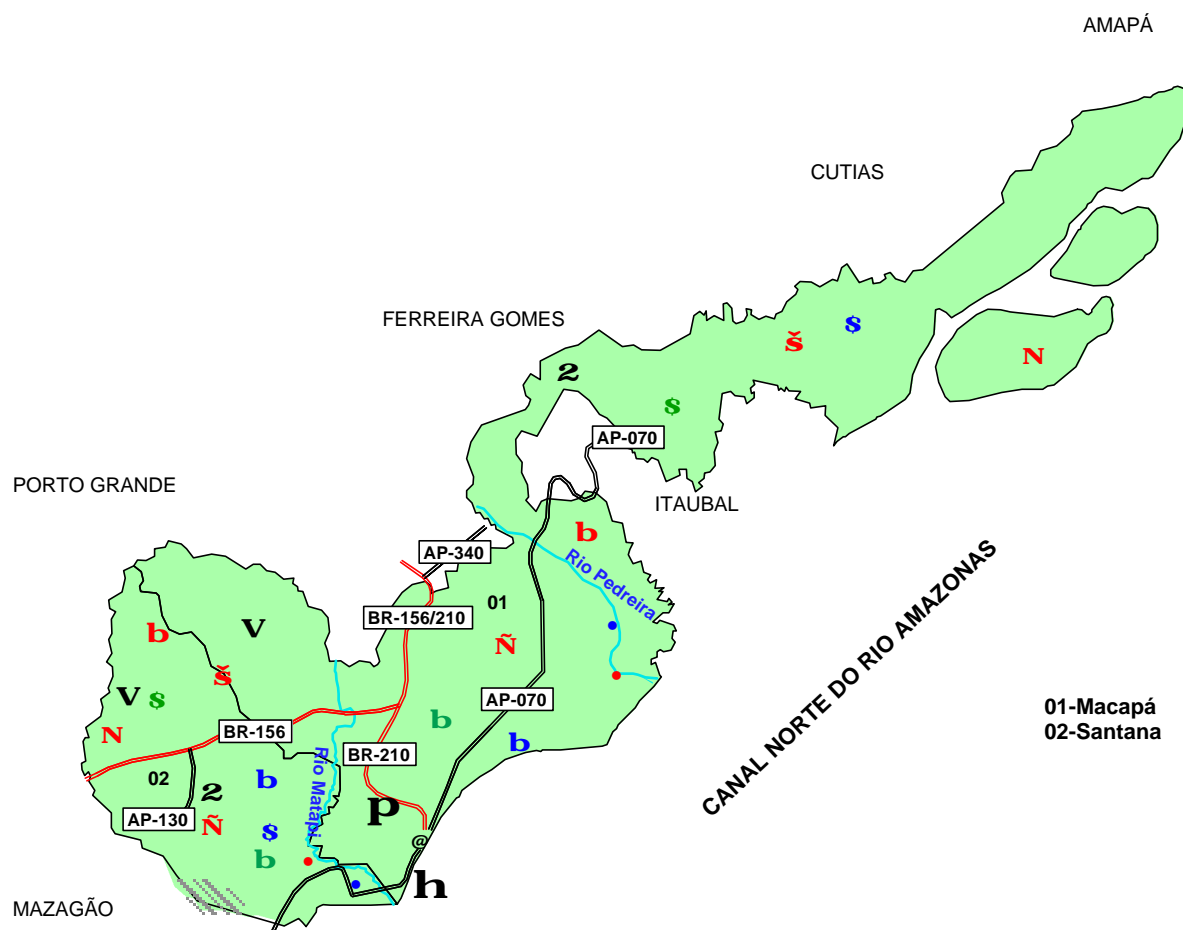 AMAPÁ
CUTIAS
FERREIRA GOMES
Š
$
N
2
$
AP-070
PORTO GRANDE
ITAUBAL
b
AP-340
Rio Pedreira
01
BR-156/210
V
b
Ñ
Š
V
$
AP-070
01-Macapá
02-Santana
CANAL NORTE DO RIO AMAZONAS
b
N
BR-156
b
BR-210
Rio Matapi
02
b
2
p
AP-130
Ñ
$
@
b
h
MAZAGÃO